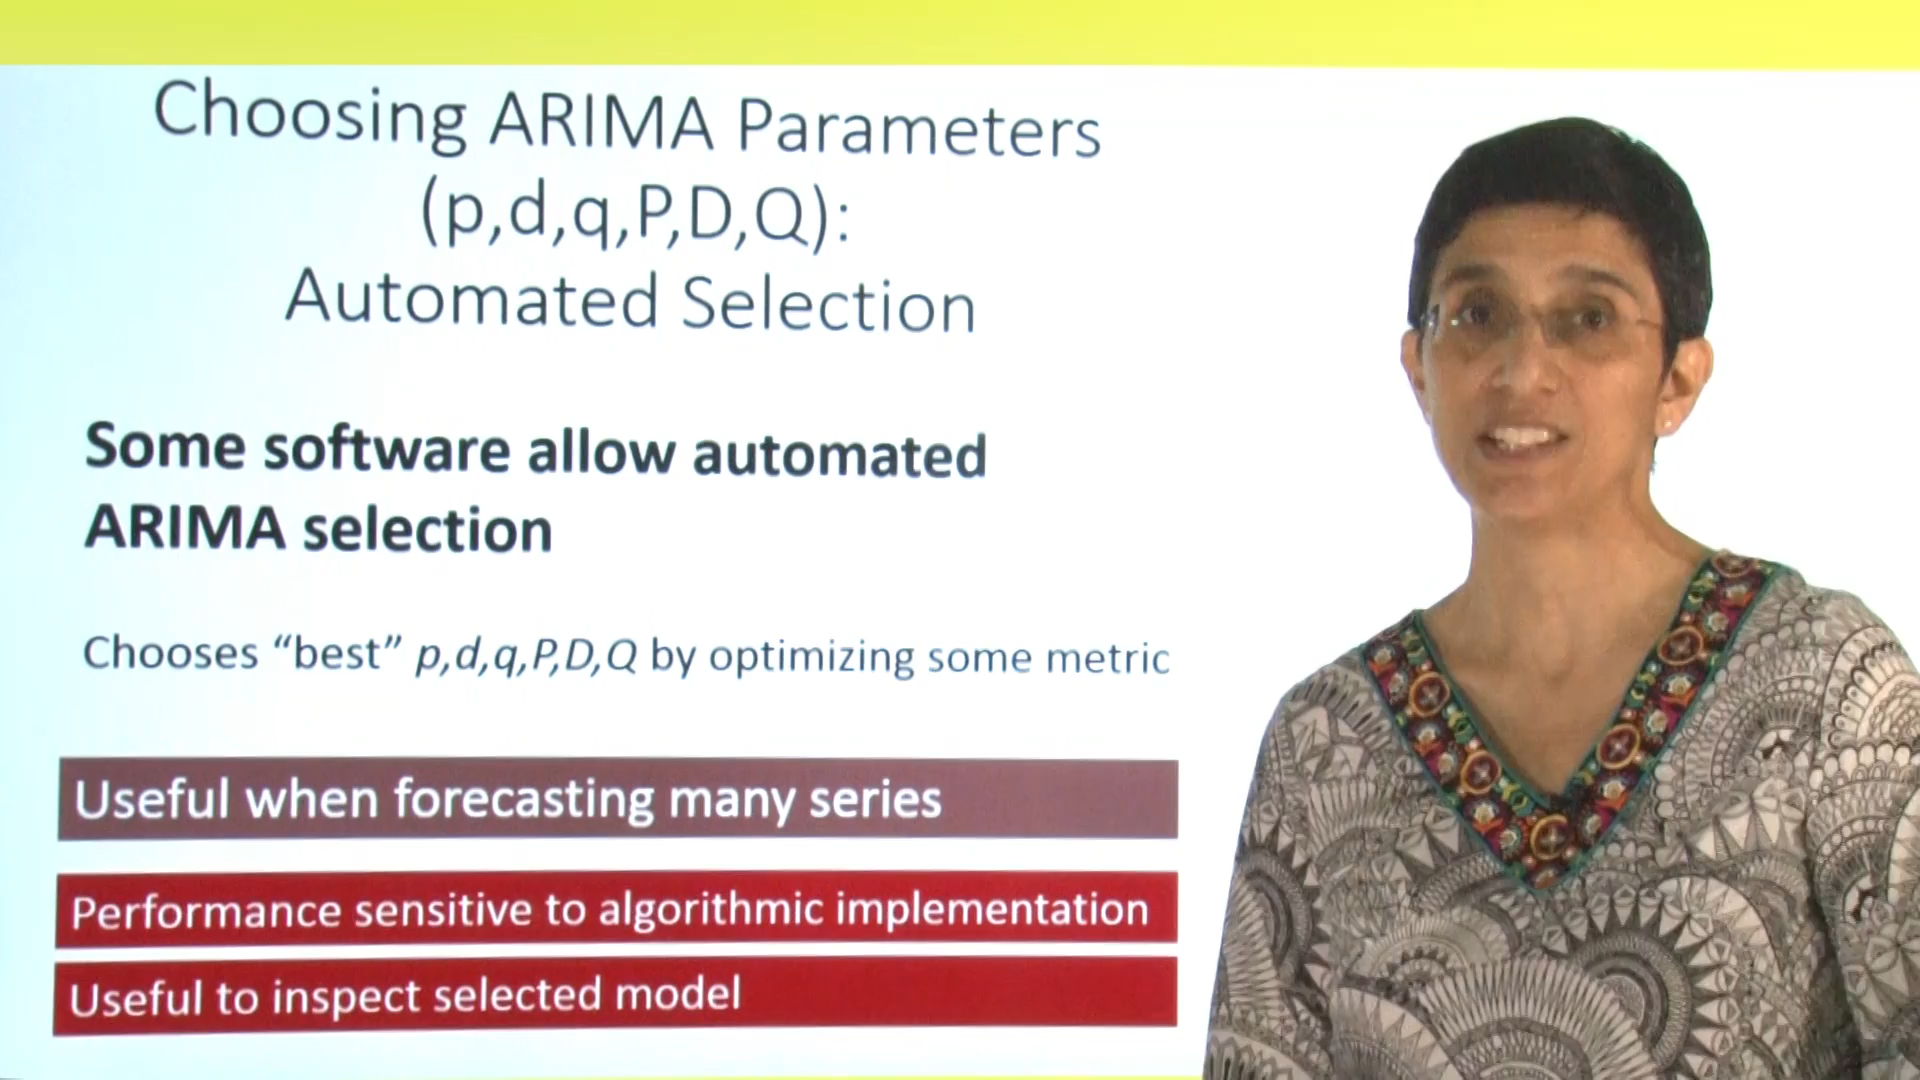 Choosing ARIMA Parameters
(p,d,q,P,D,Q):
Automated Selection
Some software allow automated
ARIMA selection
Chooses “best” p,d,q,P,D,Q by optimizing some metric
Useful when forecasting many series
Performance sensitive to algorithmic implementation
Useful to inspect selected model